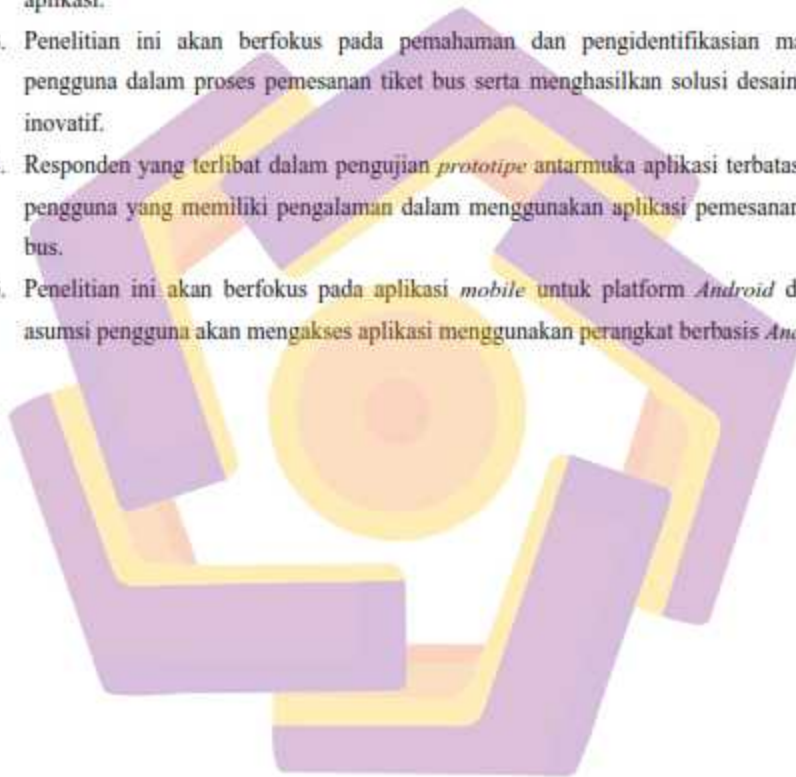 aplikasi.
. Penelitian ini akan berfokus pada pemahaman dan pengidentifikasian ma
pengguna dalam proses pemesanan tiket bus serta menghasilkan solusi desain
inovatif.
. Responden yang terlibat dalam pengujian prototipe antarmuka aplikasi terbatas
pengguna yang memiliki pengalaman dalam menggunakan aplikasi pemesanan
bus.
. Penelitian ini akan berfokus pada aplikasi mobile untuk platform Android d
asumsi pengguna akan mengakses aplikasi menggunakan perangkat berbasis And